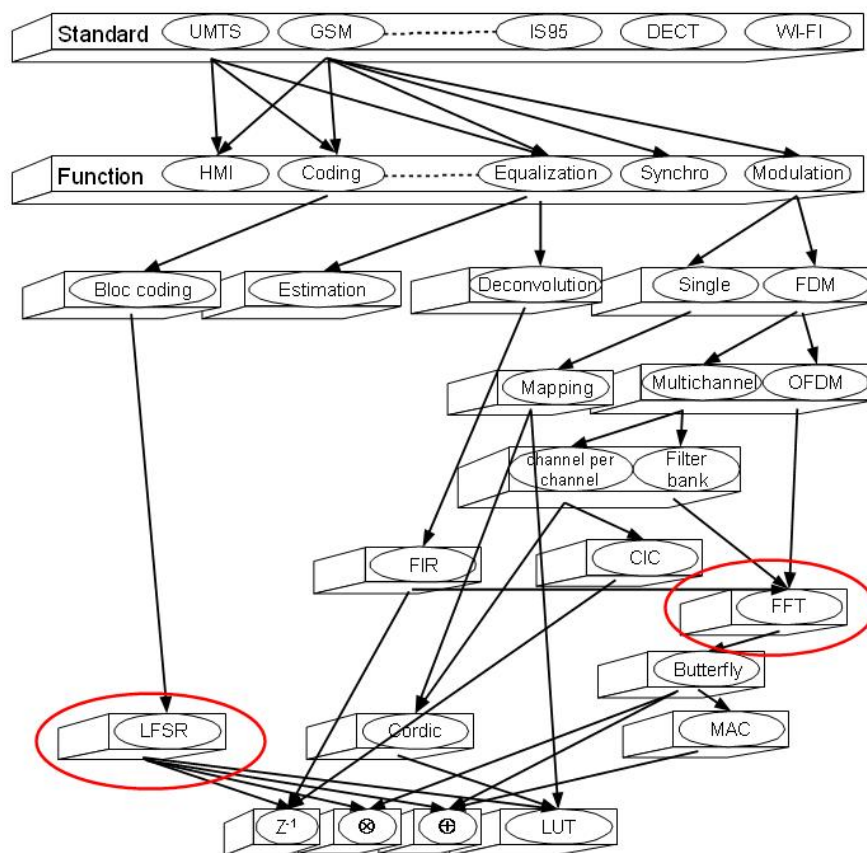 Standard UMTS GSM IS95 DECT WI-FI
Function HMI Coding Equalization Synchro Modulation
Bloc coding Estimation Deconvolution Single FDM
Mapping Multichannel OFDM
channel per channel
Filter bank
FIR CIC
FFT
Butterfly
LFSR Cordic MAC
Z⁻¹ ⊗ ⊕ LUT